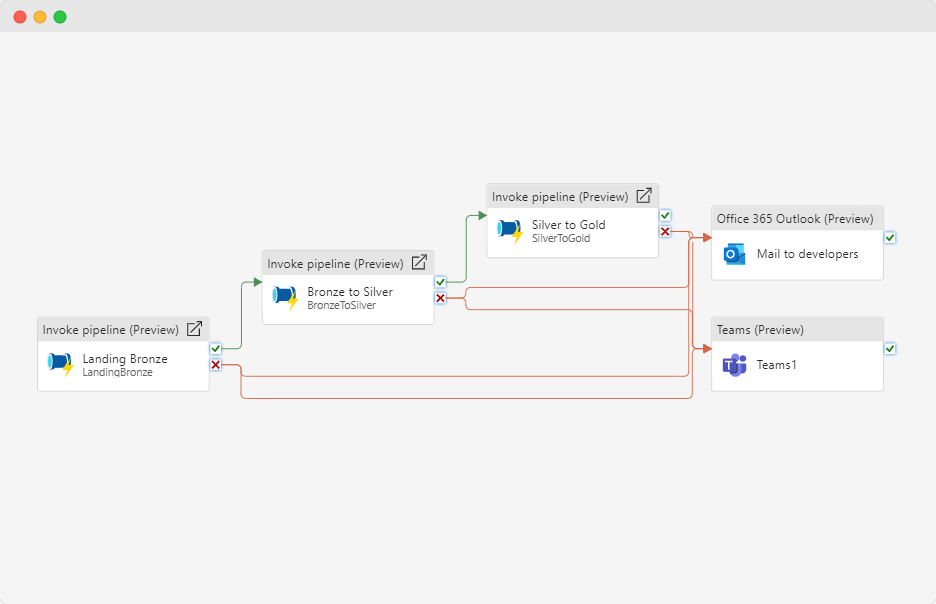 Invoke pipeline (Preview)
Silver to Gold
SilverToGold
Office 365 Outlook (Preview)
Mail to developers
Invoke pipeline (Preview)
Bronze to Silver
BronzeToSilver
Invoke pipeline (Preview)
Landing Bronze
LandingBronze
Teams (Preview)
Teams1